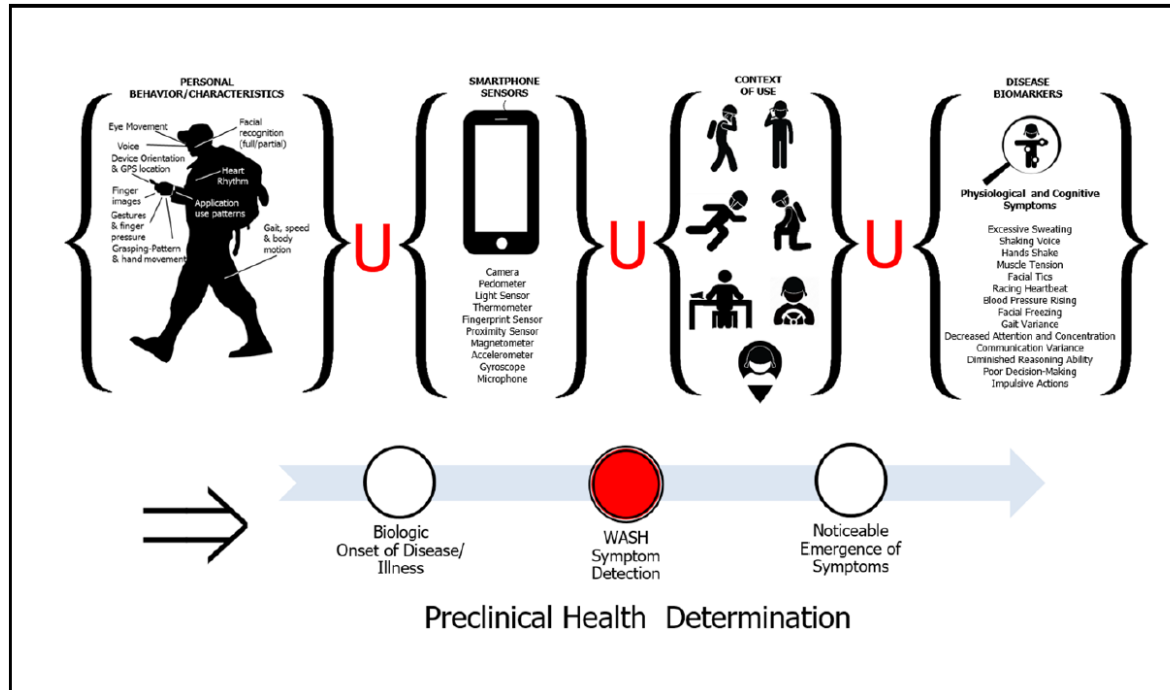 PERSONAL
BEHAVIOR/CHARACTERISTICS
Eye Movement
Facial
recognition
(full/partial)
Voice
Device Orientation
& GPS location
Heart
Rhythm
Finger
images
Application
use patterns
Gestures
& finger
pressure
Gait, speed
& body
motion
Grasping-Pattern
& hand movement
U
SMARTPHONE
SENSORS
Camera
Pedometer
Light Sensor
Thermometer
Fingerprint Sensor
Proximity Sensor
Magnetometer
Accelerometer
Gyroscope
Microphone
U
CONTEXT
OF USE
U
DISEASE
BIOMARKERS
Physiological and Cognitive
Symptoms
Excessive Sweating
Shaking Voice
Hands Shake
Muscle Tension
Facial Tics
Racing Heartbeat
Blood Pressure Rising
Facial Freezing
Gait Variance
Decreased Attention and Concentration
Communication Variance
Diminished Reasoning Ability
Poor Decision-Making
Impulsive Actions
Biologic
Onset of Disease/
Illness
WASH
Symptom
Detection
Noticeable
Emergence of
Symptoms
Preclinical Health Determination